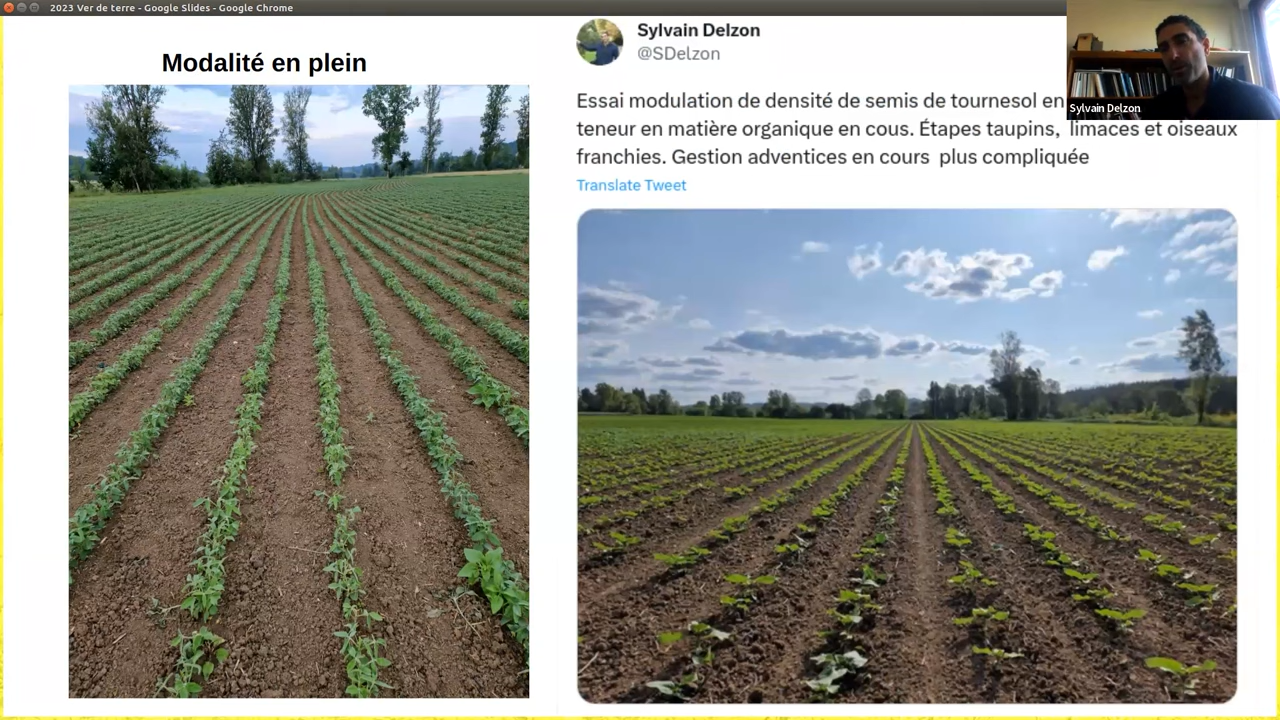 2023 Ver de terre - Google Slides - Google Chrome
Modalité en plein
Sylvain Delzon
@SDelzon
Essai modulation de densité de semis de tournesol en
teneur en matière organique en cous. Étapes taupins, limaces et oiseaux
franchies. Gestion adventices en cours plus compliquée
Translate Tweet
Sylvain Delzon